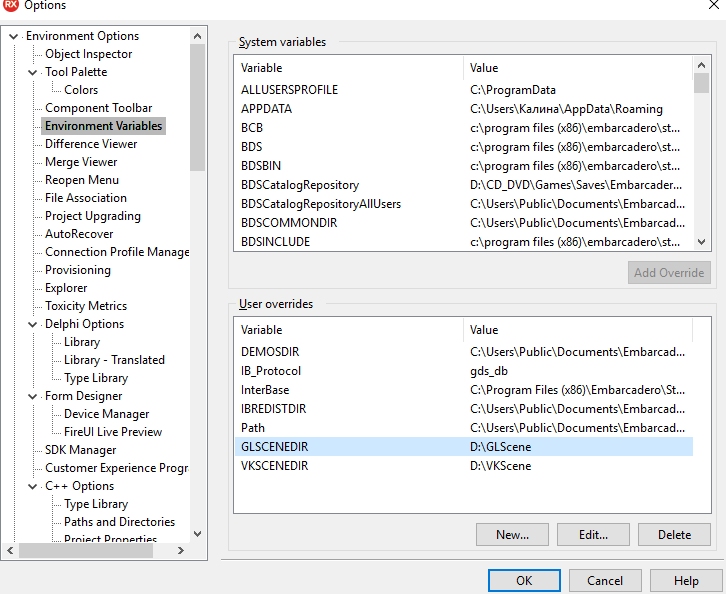 RX Options
Environment Options
Object Inspector
Tool Palette
Colors
Component Toolbar
Environment Variables
Difference Viewer
Merge Viewer
Reopen Menu
File Association
Project Upgrading
AutoRecover
Connection Profile Manage
Provisioning
Explorer
Toxicity Metrics
Delphi Options
Library
Library - Translated
Type Library
Form Designer
Device Manager
FireUI Live Preview
SDK Manager
Customer Experience Progr
C++ Options
Type Library
Paths and Directories
Project Properties
System variables
Variable Value
ALLUSERSPROFILE C:\ProgramData
APPDATA C:\Users\Калина\AppData\Roaming
BCB c:\program files (x86)\embarcadero\st...
BDS c:\program files (x86)\embarcadero\st...
BDSBIN c:\program files (x86)\embarcadero\st...
BDSCatalogRepository D:\CD_DVD\Games\Saves\Embarcader...
BDSCatalogRepositoryAllUsers C:\Users\Public\Documents\Embarcad...
BDSCOMMONDIR C:\Users\Public\Documents\Embarcad...
BDSINCLUDE c:\program files (x86)\embarcadero\st...
Add Override
User overrides
Variable Value
DEMOSDIR C:\Users\Public\Documents\Embarcad...
IB_Protocol gds_db
InterBase C:\Program Files (x86)\Embarcadero\St...
IBREDISTDIR C:\Users\Public\Documents\Embarcad...
Path C:\Users\Public\Documents\Embarcad...
GLSCENEDIR D:\GLScene
VKSCENEDIR D:\VKScene
New... Edit... Delete
OK Cancel Help